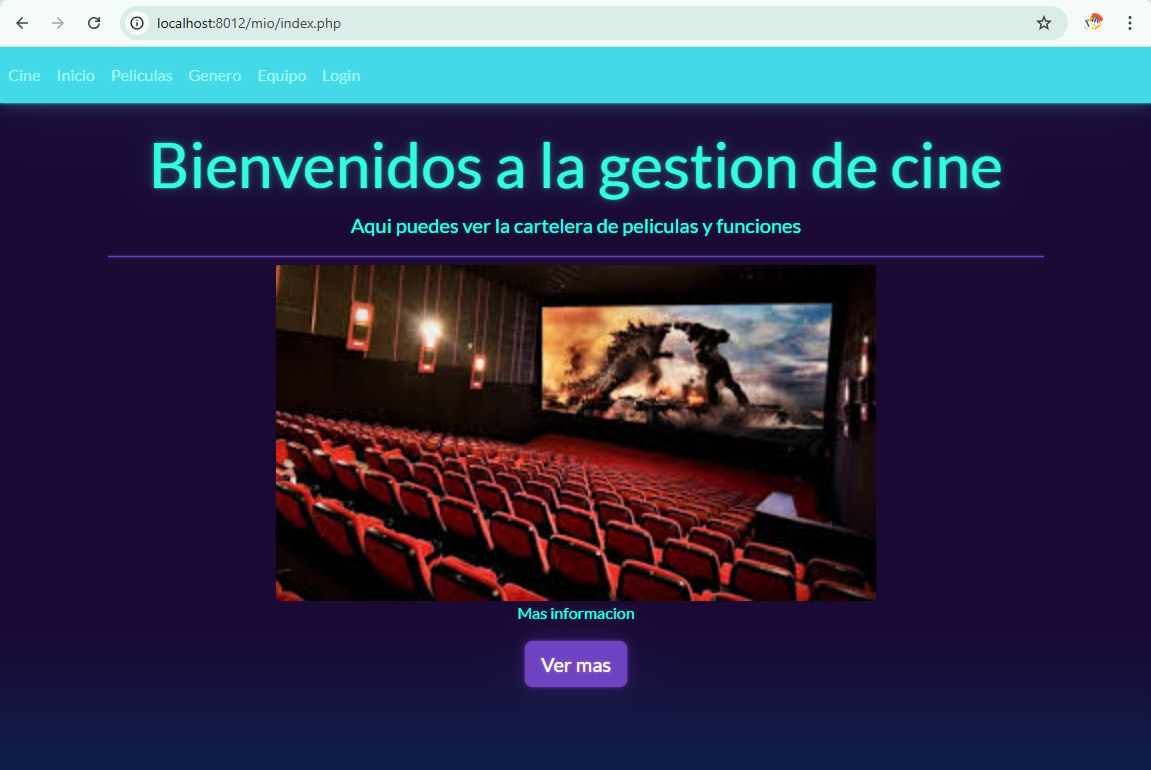 localhost:8012/mio/index.php
Cine Inicio Peliculas Genero Equipo Login
Bienvenidos a la gestion de cine
Aqui puedes ver la cartelera de peliculas y funciones
Mas informacion
Ver mas